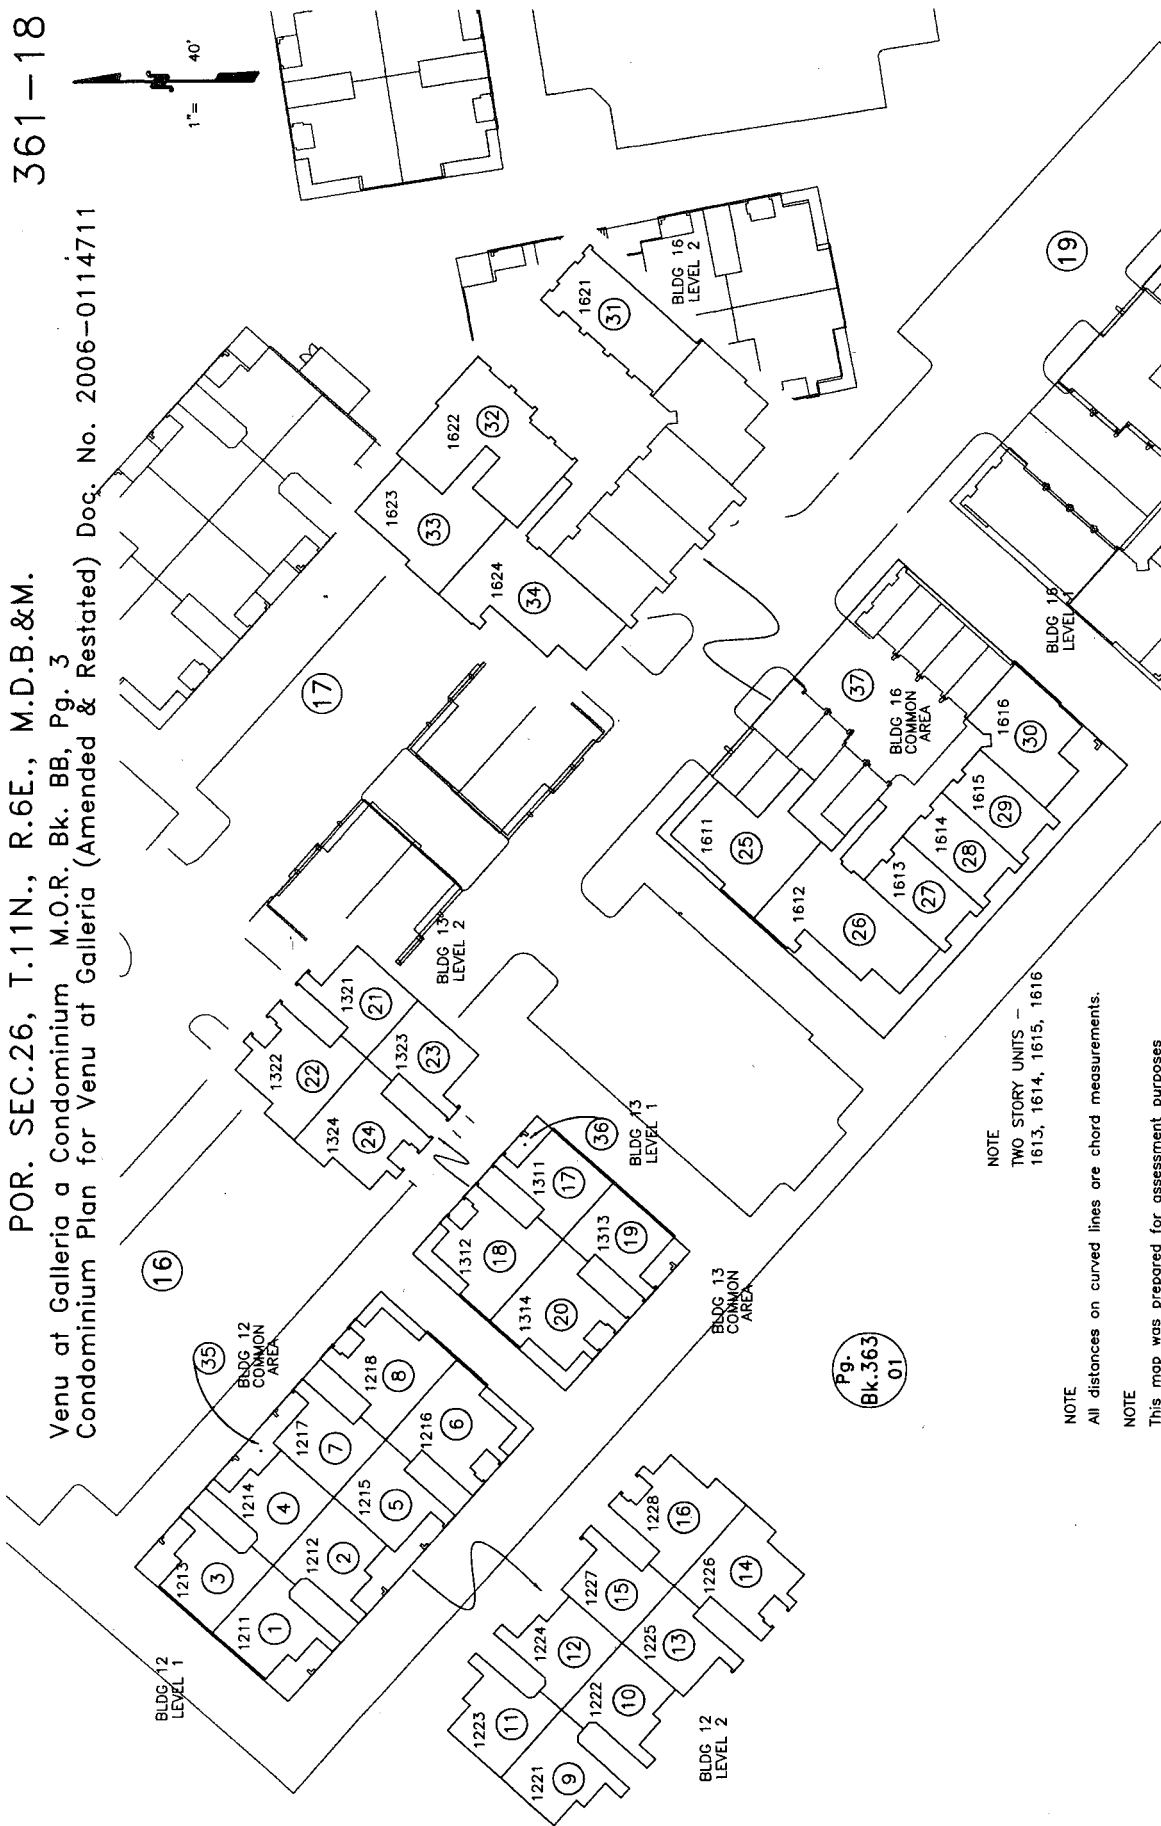 361-18
POR. SEC.26, T.11N., R.6E., M.D.B.&M.
Venu at Galleria a Condominium M.O.R. Bk. BB, Pg. 3
Condominium Plan for Venu at Galleria (Amended & Restated) Doc. No. 2006-0114711
1"= 40'
16
17
19
BLDG 12
LEVEL 1
1211
1
1212
2
1213
3
1214
4
1215
5
1216
6
1217
7
1218
8
35
BLDG 12
COMMON
AREA
BLDG 12
LEVEL 2
1221
9
1222
10
1223
11
1224
12
1225
13
1226
14
1227
15
1228
16
BLDG 13
LEVEL 1
1311
17
1312
18
1313
19
1314
20
36
BLDG 13
COMMON
AREA
BLDG 13
LEVEL 2
1321
21
1322
22
1323
23
1324
24
BLDG 16
LEVEL 1
1611
25
1612
26
1613
27
1614
28
1615
29
1616
30
37
BLDG 16
COMMON
AREA
BLDG 16
LEVEL 2
1621
31
1622
32
1623
33
1624
34
Pg.
Bk.363
01
NOTE
TWO STORY UNITS -
1613, 1614, 1615, 1616
NOTE
All distances on curved lines are chord measurements.
NOTE
This map was prepared for assessment purposes